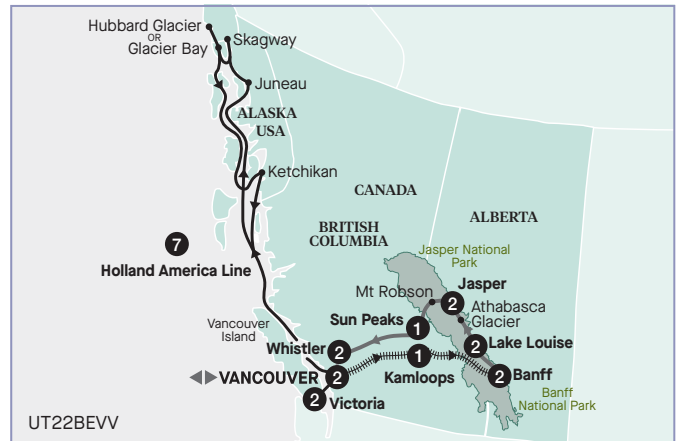 Hubbard Glacier
OR
Glacier Bay
Skagway
Juneau
ALASKA
USA
Ketchikan
CANADA
BRITISH
COLUMBIA
ALBERTA
7
Holland America Line
Jasper National
Park
Mt Robson
Jasper
2
Athabasca
Glacier
Sun Peaks
1
Vancouver
Island
Whistler
2
2
Lake Louise
1
Kamloops
VANCOUVER
2
2
Banff
2
Victoria
Banff
National Park
UT22BEVV